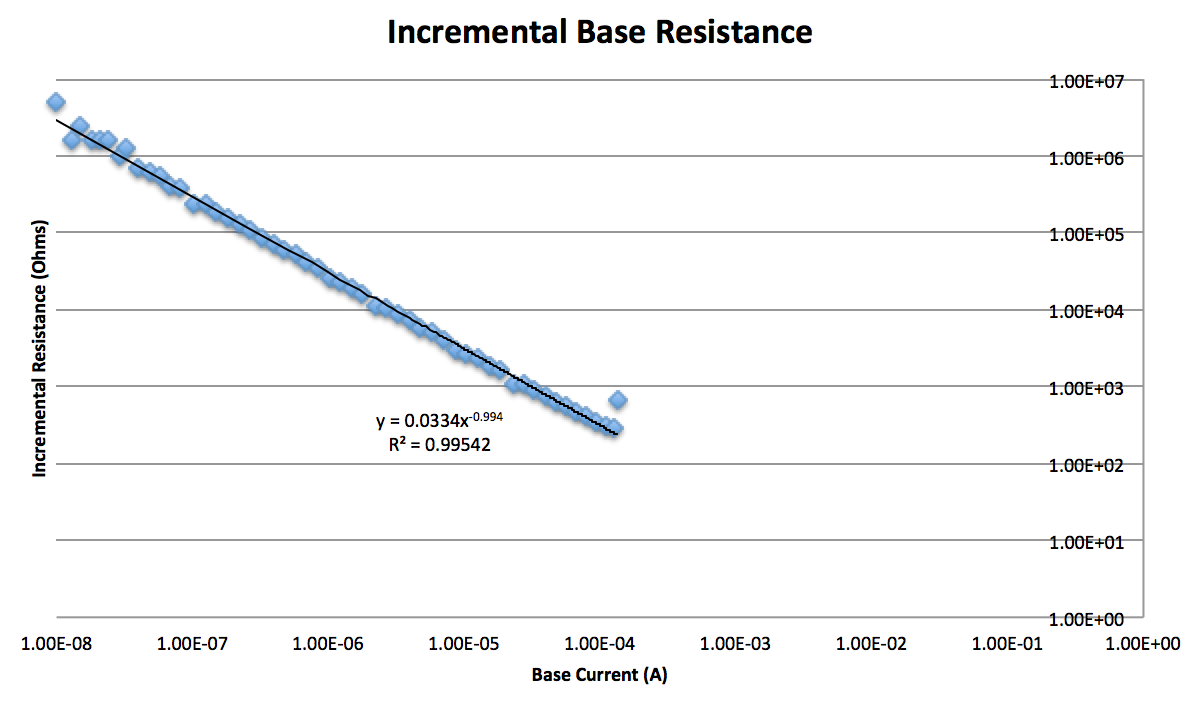 Incremental Base Resistance
1.00E+07
1.00E+06
1.00E+05
1.00E+04
1.00E+03
1.00E+02
1.00E+01
1.00E+00
Incremental Resistance (Ohms)
y = 0.0334x⁻⁰·⁹⁹⁴
R² = 0.99542
1.00E-08 1.00E-07 1.00E-06 1.00E-05 1.00E-04 1.00E-03 1.00E-02 1.00E-01 1.00E+00
Base Current (A)